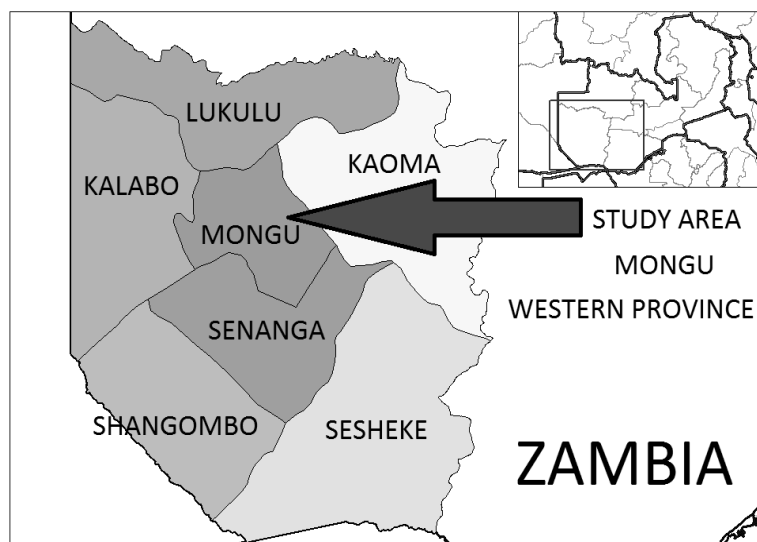 LUKULU
KAOMA
KALABO
STUDY AREA
MONGU
MONGU
WESTERN PROVINCE
SENANGA
SHANGOMBO
SESHEKE
ZAMBIA